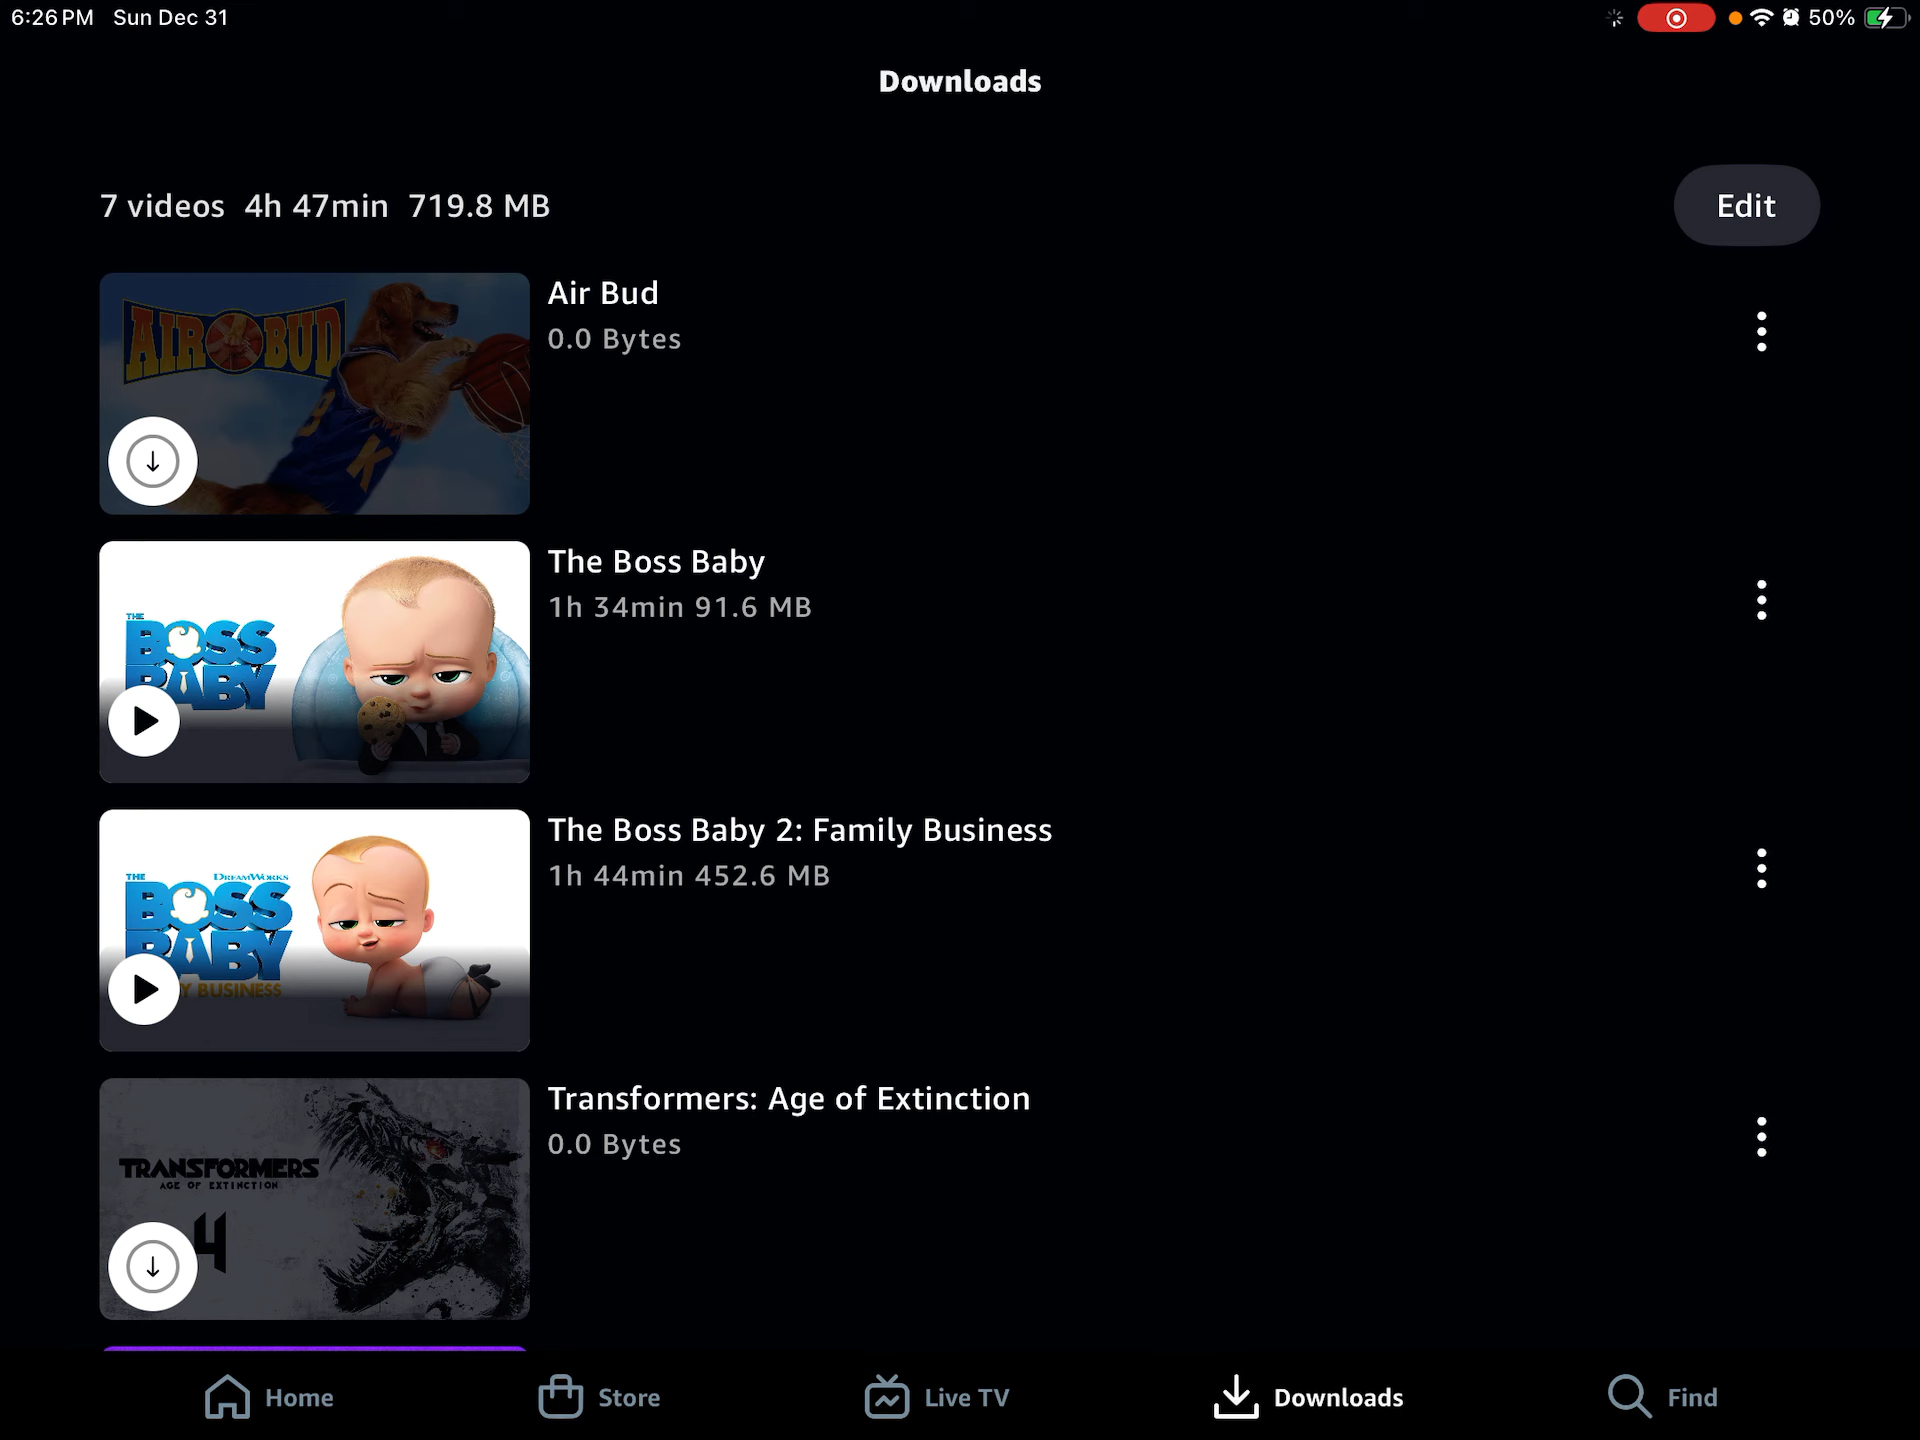 6:26 PM Sun Dec 31
50%
Downloads
7 videos 4h 47min 719.8 MB
Edit
AIR BUD
Air Bud
0.0 Bytes
THE
BOSS
BABY
The Boss Baby
1h 34min 91.6 MB
THE DREAMWORKS
BOSS
BABY
Y BUSINESS
The Boss Baby 2: Family Business
1h 44min 452.6 MB
TRANSFORMERS
AGE OF EXTINCTION
4
Transformers: Age of Extinction
0.0 Bytes
Home
Store
Live TV
Downloads
Find